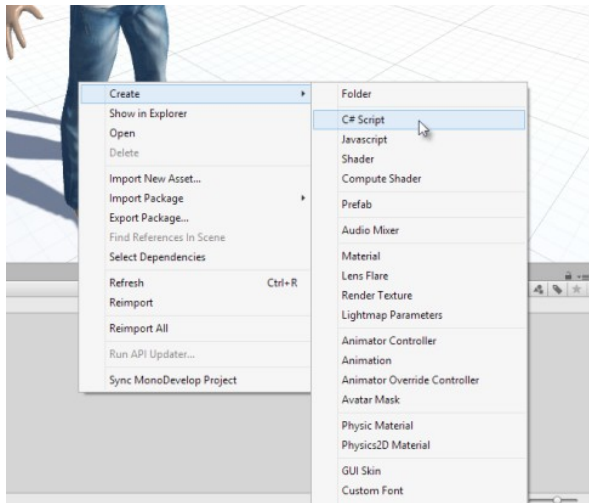 Create
Show in Explorer
Open
Delete
Import New Asset...
Import Package
Export Package...
Find References In Scene
Select Dependencies
Refresh Ctrl+R
Reimport
Reimport All
Run API Updater...
Sync MonoDevelop Project
Folder
C# Script
Javascript
Shader
Compute Shader
Prefab
Audio Mixer
Material
Lens Flare
Render Texture
Lightmap Parameters
Animator Controller
Animation
Animator Override Controller
Avatar Mask
Physic Material
Physics2D Material
GUI Skin
Custom Font